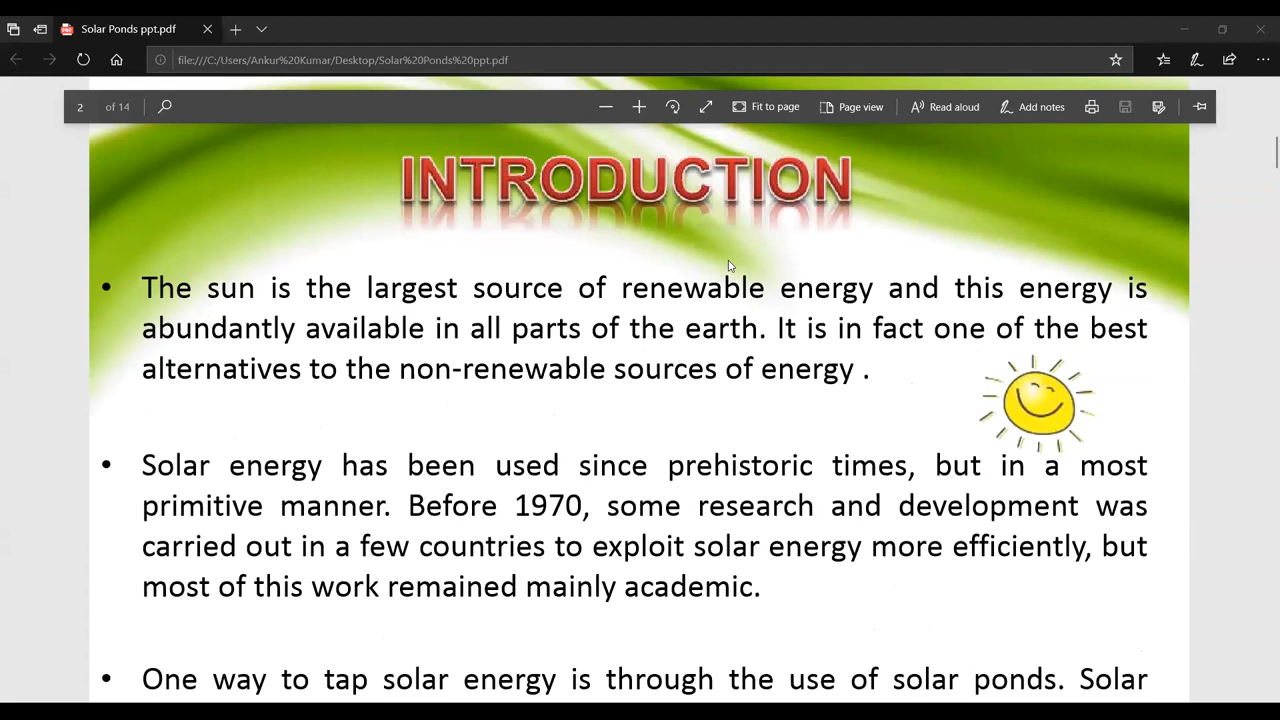 Solar Ponds ppt.pdf
file:///C:/Users/Ankur%20Kumar/Desktop/Solar%20Ponds%20ppt.pdf
2 of 14 Fit to page Page view Read aloud Add notes
INTRODUCTION
• The sun is the largest source of renewable energy and this energy is
abundantly available in all parts of the earth. It is in fact one of the best
alternatives to the non-renewable sources of energy .
• Solar energy has been used since prehistoric times, but in a most
primitive manner. Before 1970, some research and development was
carried out in a few countries to exploit solar energy more efficiently, but
most of this work remained mainly academic.
• One way to tap solar energy is through the use of solar ponds. Solar